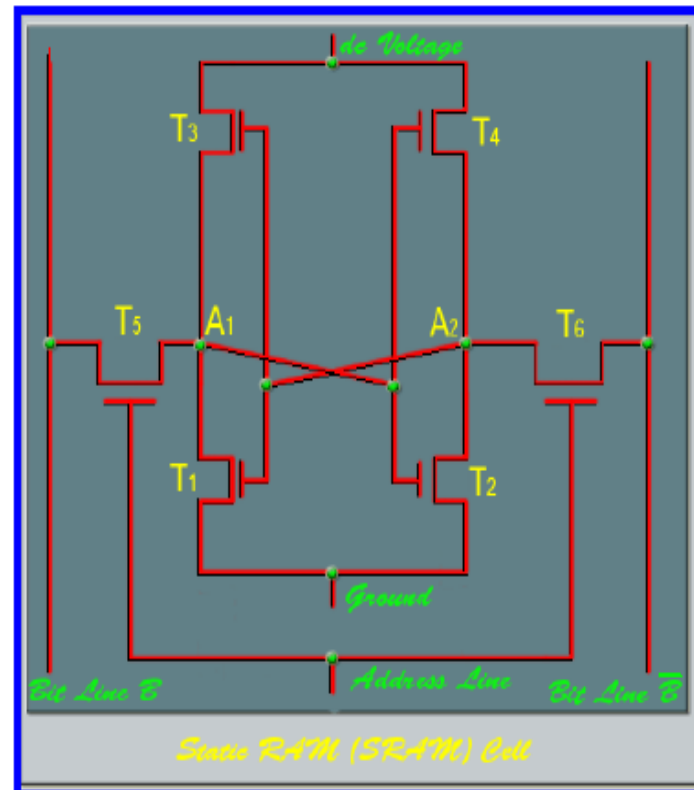 dc Voltage
T3
T4
T5
A1
A2
T6
T1
T2
Ground
Bit Line B
Address Line
Bit Line B̅
Static RAM (SRAM) Cell